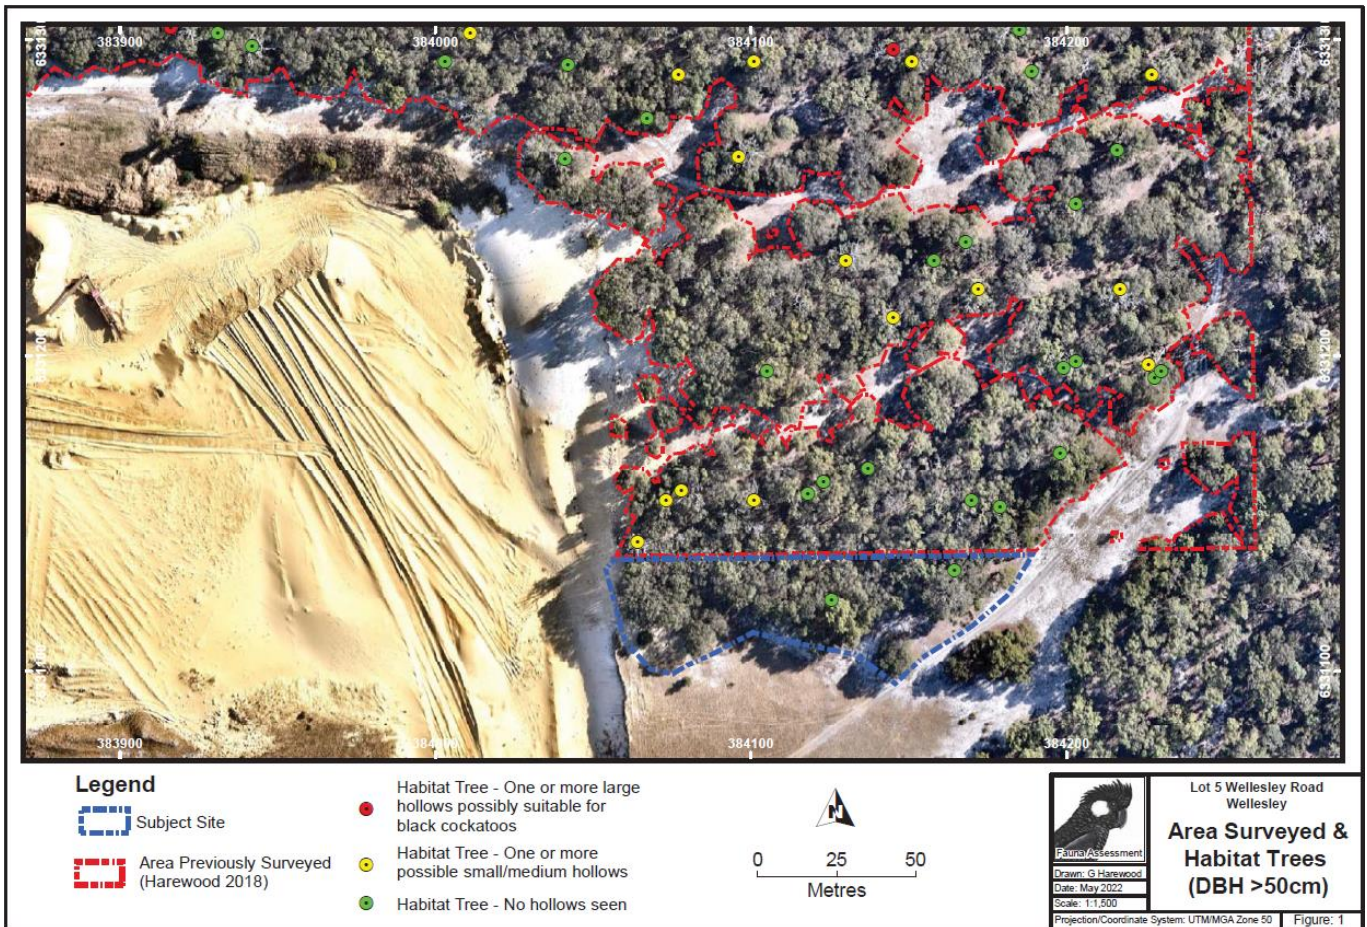 383900
384000
384100
384200
633130
633130
6331200
6331200
6331100
6331100
383900
384000
384100
384200
Legend
Subject Site
Area Previously Surveyed
(Harewood 2018)
Habitat Tree - One or more large
hollows possibly suitable for
black cockatoos
Habitat Tree - One or more
possible small/medium hollows
Habitat Tree - No hollows seen
N
0 25 50
Metres
Fauna Assessment
Drawn: G Harewood
Date: May 2022
Scale: 1:1,500
Lot 5 Wellesley Road
Wellesley
Area Surveyed &
Habitat Trees
(DBH >50cm)
Projection/Coordinate System: UTM/MGA Zone 50
Figure: 1